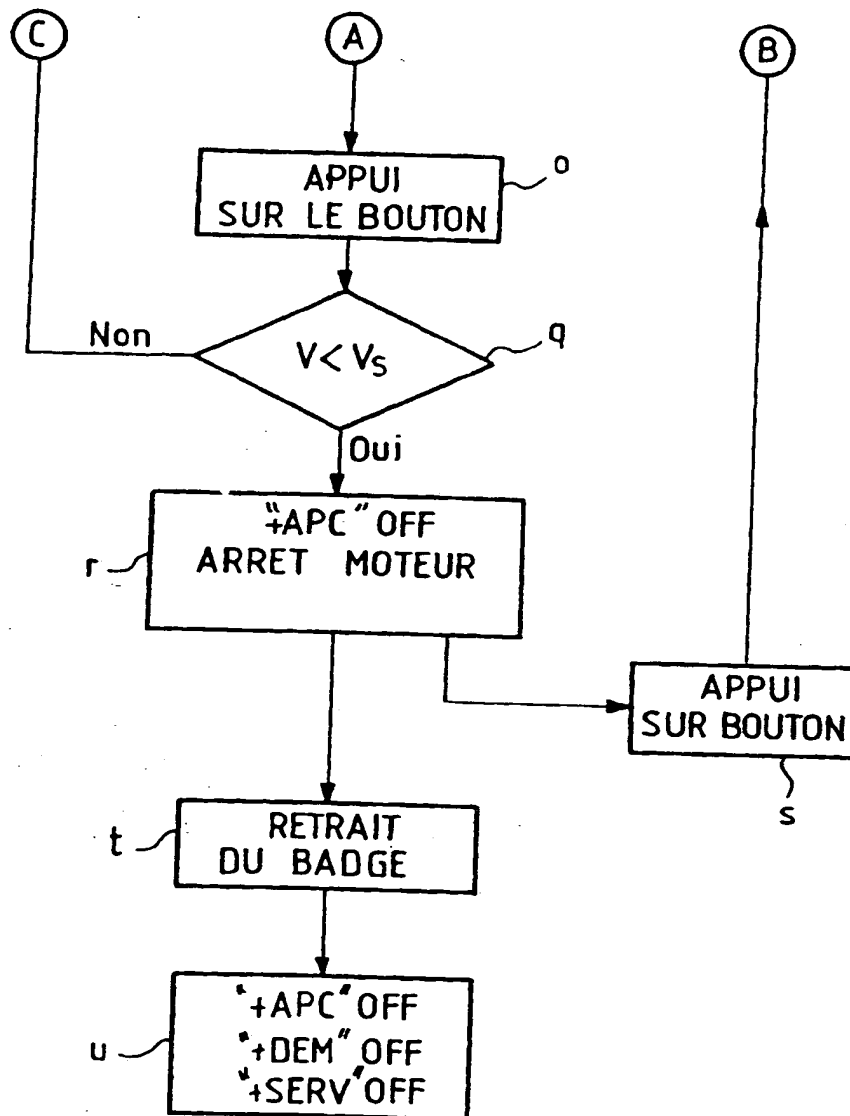 C
A
B
APPUI
SUR LE BOUTON
o
Non
V < Vs
q
Oui
"+APC" OFF
ARRET MOTEUR
r
APPUI
SUR BOUTON
s
RETRAIT
DU BADGE
t
"+APC" OFF
"+DEM" OFF
"+SERV" OFF
u